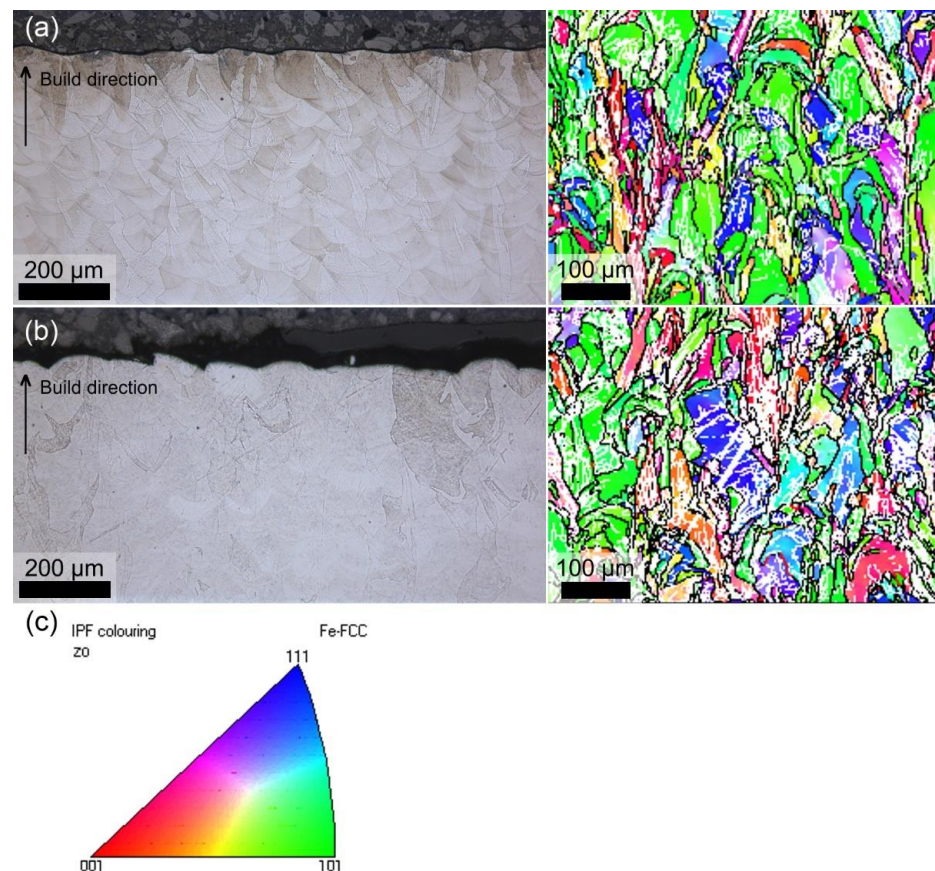 (a)
Build direction
200 µm
100 µm
(b)
Build direction
200 µm
100 µm
(c)
IPF colouring
Z0
Fe-FCC
111
001
101